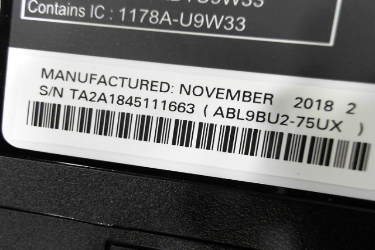 Contains IC : 1178A-U9W33
MANUFACTURED: NOVEMBER 2018 2
S/N TA2A1845111663 ( ABL9BU2-75UX )